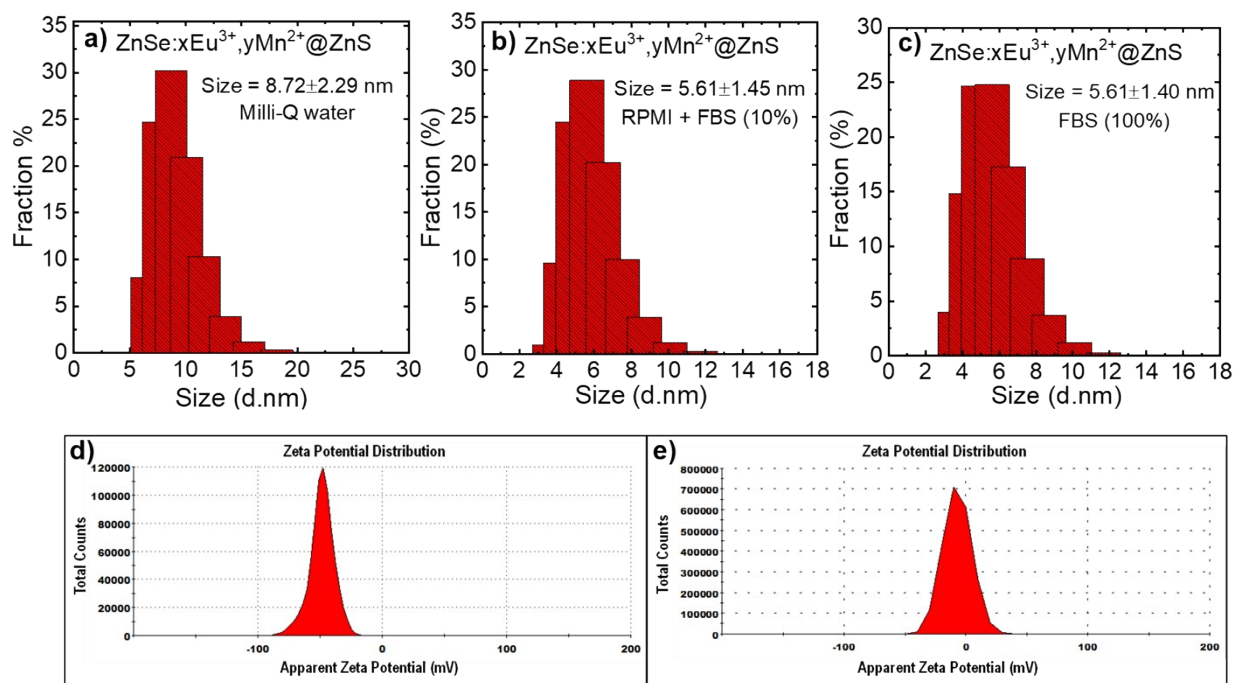 a) ZnSe:xEu³⁺,yMn²⁺@ZnS
Size = 8.72±2.29 nm
Milli-Q water
Fraction %
35
30
25
20
15
10
5
0
0 5 10 15 20 25 30
Size (d.nm)
b) ZnSe:xEu³⁺,yMn²⁺@ZnS
Size = 5.61±1.45 nm
RPMI + FBS (10%)
Fraction (%)
35
30
25
20
15
10
5
0
0 2 4 6 8 10 12 14 16 18
Size (d.nm)
c) ZnSe:xEu³⁺,yMn²⁺@ZnS
Size = 5.61±1.40 nm
FBS (100%)
Fraction (%)
30
25
20
15
10
5
0
0 2 4 6 8 10 12 14 16 18
Size (d.nm)
d)
Zeta Potential Distribution
Total Counts
120000
100000
80000
60000
40000
20000
0
-100 0 100 200
Apparent Zeta Potential (mV)
e)
Zeta Potential Distribution
Total Counts
800000
700000
600000
500000
400000
300000
200000
100000
0
-100 0 100 200
Apparent Zeta Potential (mV)